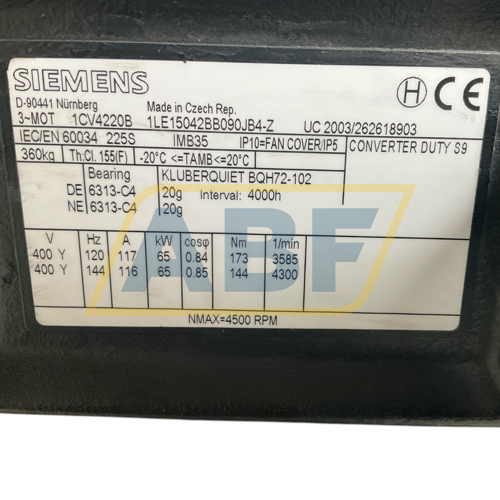 SIEMENS
H CE
D-90441 Nürnberg Made in Czech Rep.
3~MOT 1CV4220B 1LE15042BB090JB4-Z UC 2003/262618903
IEC/EN 60034 225S IMB35 IP10=FAN COVER/IP5 CONVERTER DUTY S9
360kg Th.Cl. 155(F) -20°C <=TAMB<=20°C
Bearing KLUBERQUIET BQH72-102
DE 6313-C4 20g Interval: 4000h
NE 6313-C4 20g
V Hz A kW cosφ Nm 1/min
400 Y 120 117 65 0.84 173 3585
400 Y 144 116 65 0.85 144 4300
NMAX=4500 RPM
ABF